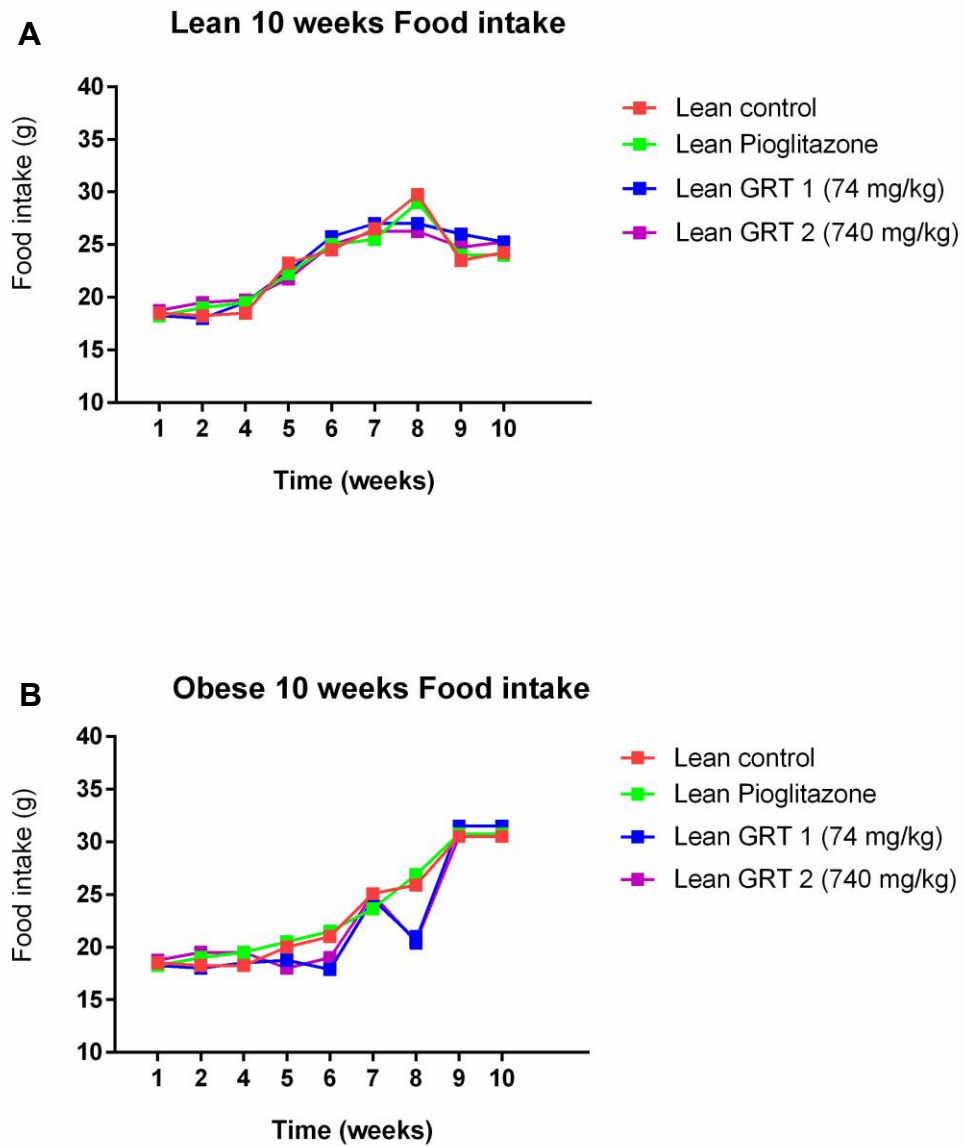 A
Lean 10 weeks Food intake
40
35
30
25
20
15
10
Food intake (g)
1 2 4 5 6 7 8 9 10
Time (weeks)
Lean control
Lean Pioglitazone
Lean GRT 1 (74 mg/kg)
Lean GRT 2 (740 mg/kg)
B
Obese 10 weeks Food intake
40
35
30
25
20
15
10
Food intake (g)
1 2 4 5 6 7 8 9 10
Time (weeks)
Lean control
Lean Pioglitazone
Lean GRT 1 (74 mg/kg)
Lean GRT 2 (740 mg/kg)